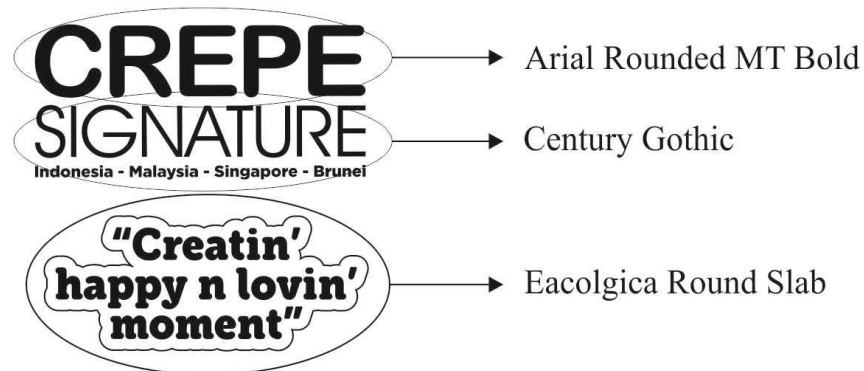 CREPE
Arial Rounded MT Bold
SIGNATURE
Century Gothic
Indonesia - Malaysia - Singapore - Brunei
“Creatin’
happy n lovin’
moment”
Eacolgica Round Slab